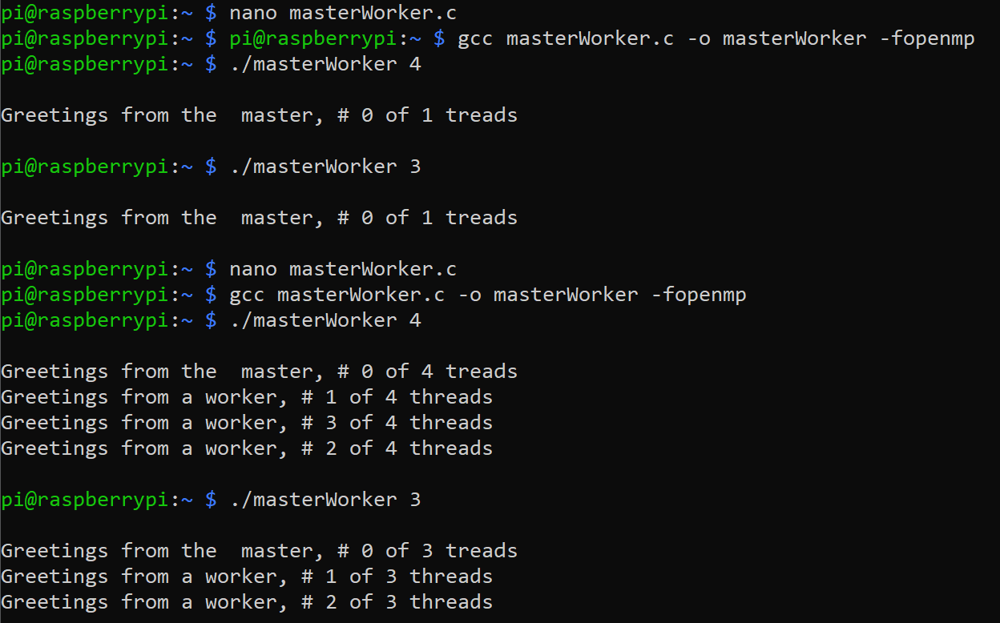 pi@raspberrypi:~ $ nano masterWorker.c
pi@raspberrypi:~ $ pi@raspberrypi:~ $ gcc masterWorker.c -o masterWorker -fopenmp
pi@raspberrypi:~ $ ./masterWorker 4
Greetings from the  master, # 0 of 1 treads
pi@raspberrypi:~ $ ./masterWorker 3
Greetings from the  master, # 0 of 1 treads
pi@raspberrypi:~ $ nano masterWorker.c
pi@raspberrypi:~ $ gcc masterWorker.c -o masterWorker -fopenmp
pi@raspberrypi:~ $ ./masterWorker 4
Greetings from the  master, # 0 of 4 treads
Greetings from a worker, # 1 of 4 threads
Greetings from a worker, # 3 of 4 threads
Greetings from a worker, # 2 of 4 threads
pi@raspberrypi:~ $ ./masterWorker 3
Greetings from the  master, # 0 of 3 treads
Greetings from a worker, # 1 of 3 threads
Greetings from a worker, # 2 of 3 threads